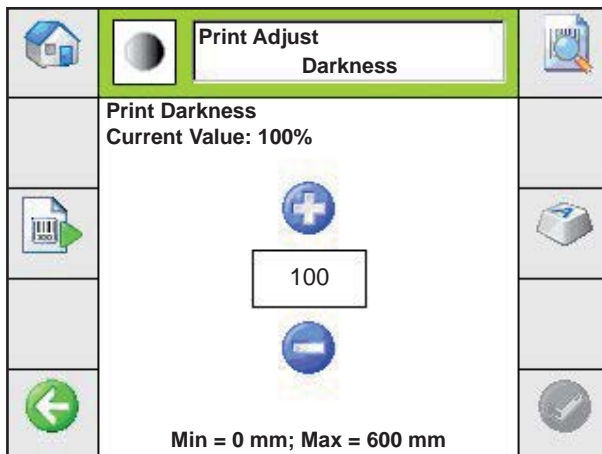 Print Adjust
Darkness
Print Darkness
Current Value: 100%
100
Min = 0 mm; Max = 600 mm